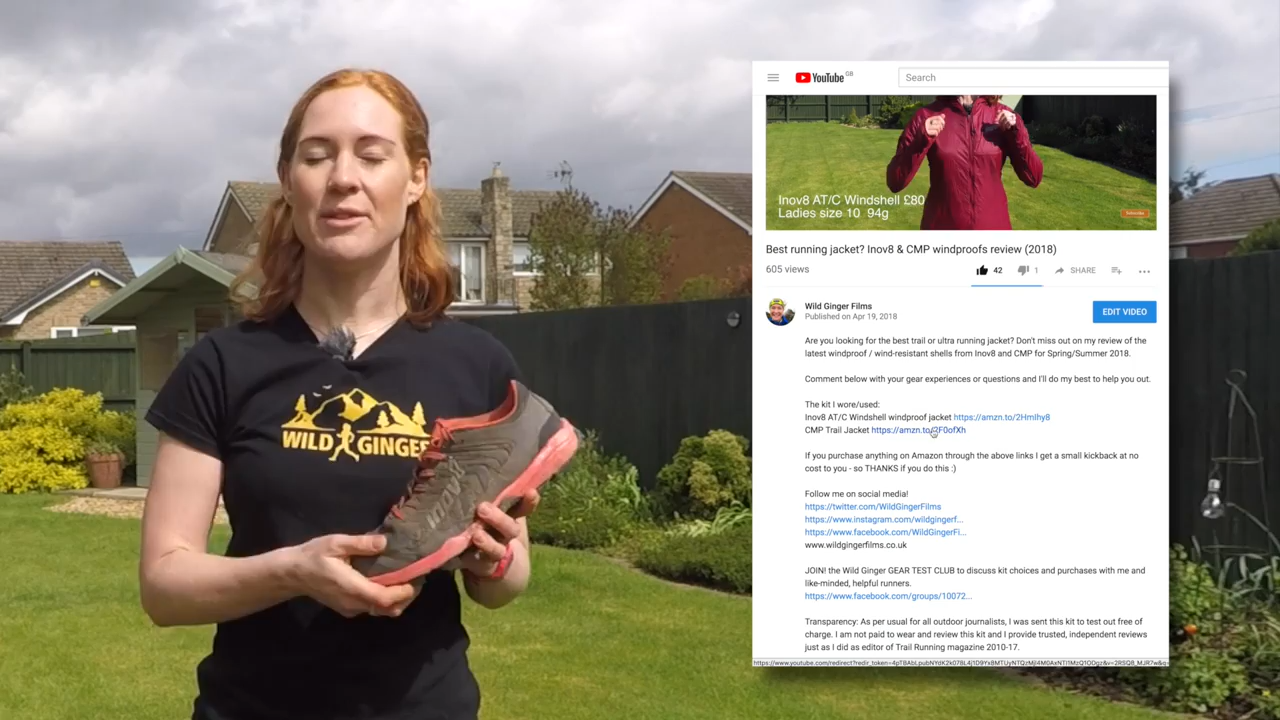 WILD GINGER
YouTube GB
Search
Inov8 AT/C Windshell £80
Ladies size 10 94g
Subscribe
Best running jacket? Inov8 & CMP windproofs review (2018)
605 views
42
1
SHARE
Wild Ginger Films
Published on Apr 19, 2018
EDIT VIDEO
Are you looking for the best trail or ultra running jacket? Don't miss out on my review of the
latest windproof / wind-resistant shells from Inov8 and CMP for Spring/Summer 2018.
Comment below with your gear experiences or questions and I'll do my best to help you out.
The kit I wore/used:
Inov8 AT/C Windshell windproof jacket https://amzn.to/2HmIhy8
CMP Trail Jacket https://amzn.to/2F0ofXh
If you purchase anything on Amazon through the above links I get a small kickback at no
cost to you - so THANKS if you do this :)
Follow me on social media!
https://twitter.com/WildGingerFilms
https://www.instagram.com/wildgingerf...
https://www.facebook.com/WildGingerFi...
www.wildgingerfilms.co.uk
JOIN! the Wild Ginger GEAR TEST CLUB to discuss kit choices and purchases with me and
like-minded, helpful runners.
https://www.facebook.com/groups/10072...
Transparency: As per usual for all outdoor journalists, I was sent this kit to test out free of
charge. I am not paid to wear and review this kit and I provide trusted, independent reviews
just as I did as editor of Trail Running magazine 2010-17.